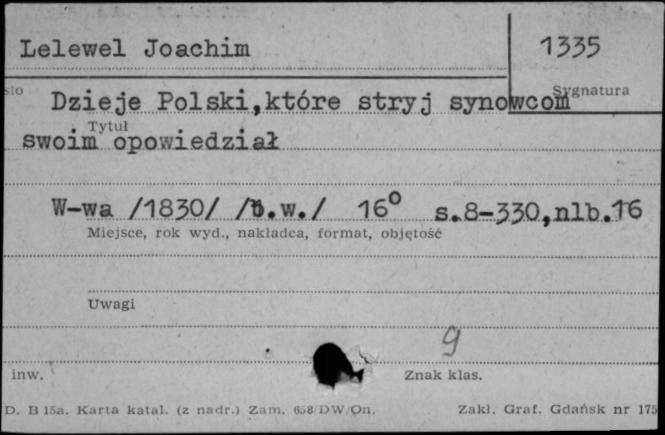 Lelewel Joachim 1335
sło Sygnatura
Dzieje Polski,które stryj synowcom
Tytuł
swoim opowiedział
W-wa /1830/ /b.w./ 16° s.8-330,nlb.16
Miejsce, rok wyd., nakładca, format, objętość
Uwagi
9
inw. Znak klas.
D. B 15a. Karta katal. (z nadr.) Zam. 658/DW/On. Zakł. Graf. Gdańsk nr 175